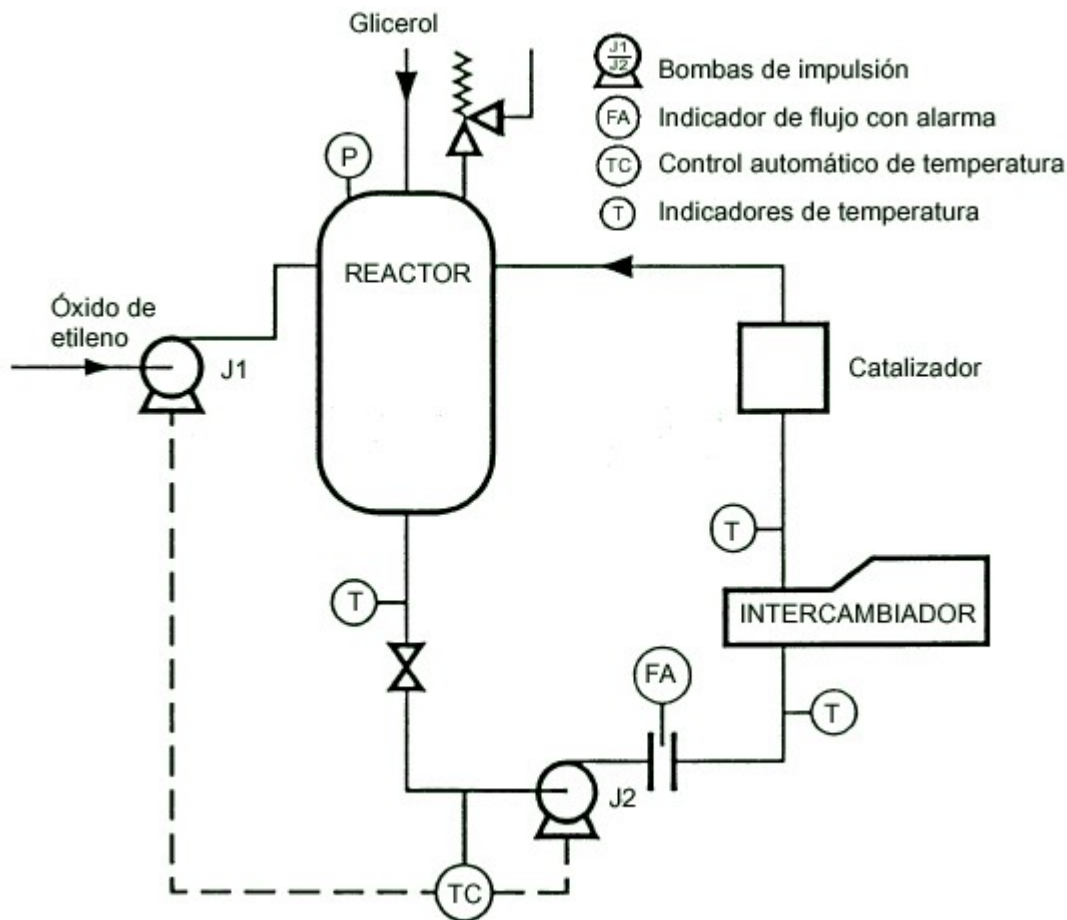 Glicerol
J1
J2
Bombas de impulsión
FA
Indicador de flujo con alarma
TC
Control automático de temperatura
T
Indicadores de temperatura
P
REACTOR
Óxido de
etileno
J1
Catalizador
T
INTERCAMBIADOR
T
FA
T
J2
TC